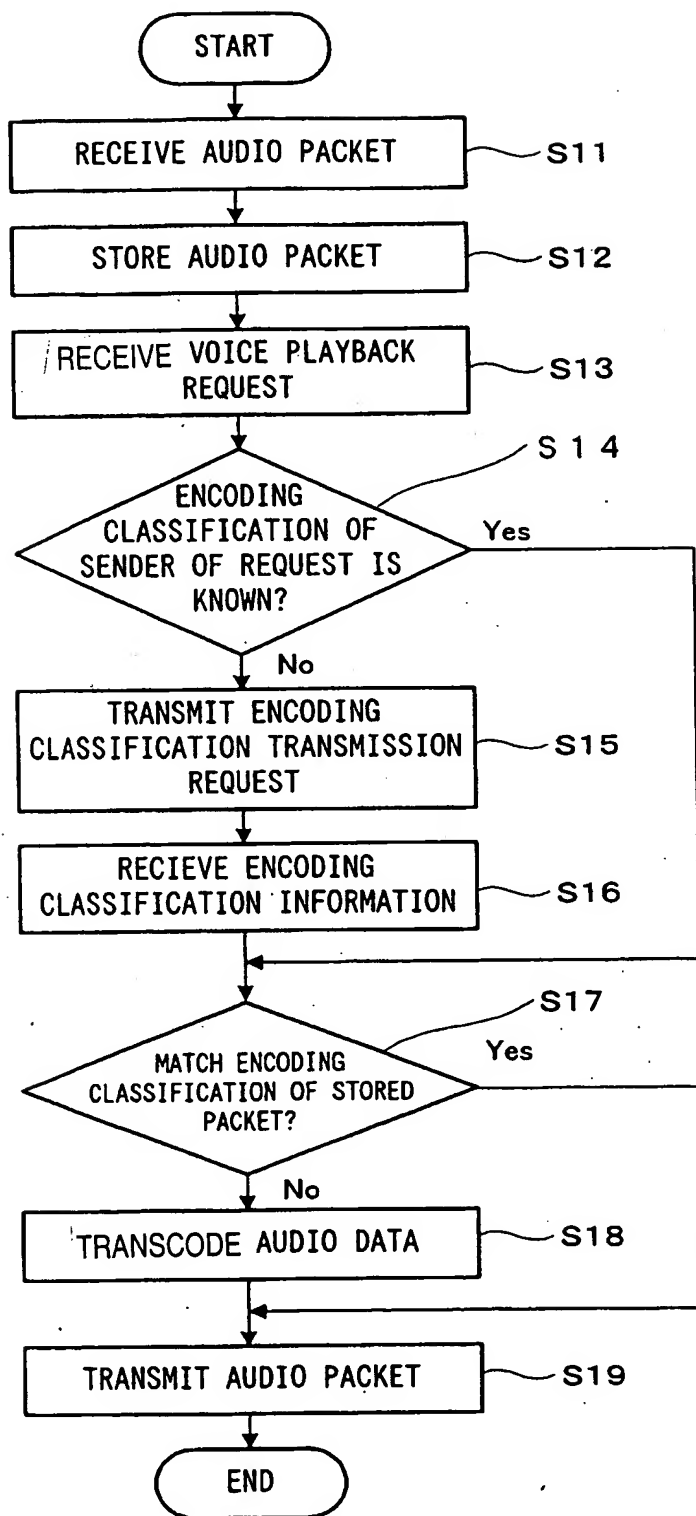 START
RECEIVE AUDIO PACKET
S11
STORE AUDIO PACKET
S12
RECEIVE VOICE PLAYBACK
REQUEST
S13
S14
ENCODING
CLASSIFICATION OF
SENDER OF REQUEST IS
KNOWN?
Yes
No
TRANSMIT ENCODING
CLASSIFICATION TRANSMISSION
REQUEST
S15
RECIEVE ENCODING
CLASSIFICATION INFORMATION
S16
S17
MATCH ENCODING
CLASSIFICATION OF STORED
PACKET?
Yes
No
TRANSCODE AUDIO DATA
S18
TRANSMIT AUDIO PACKET
S19
END